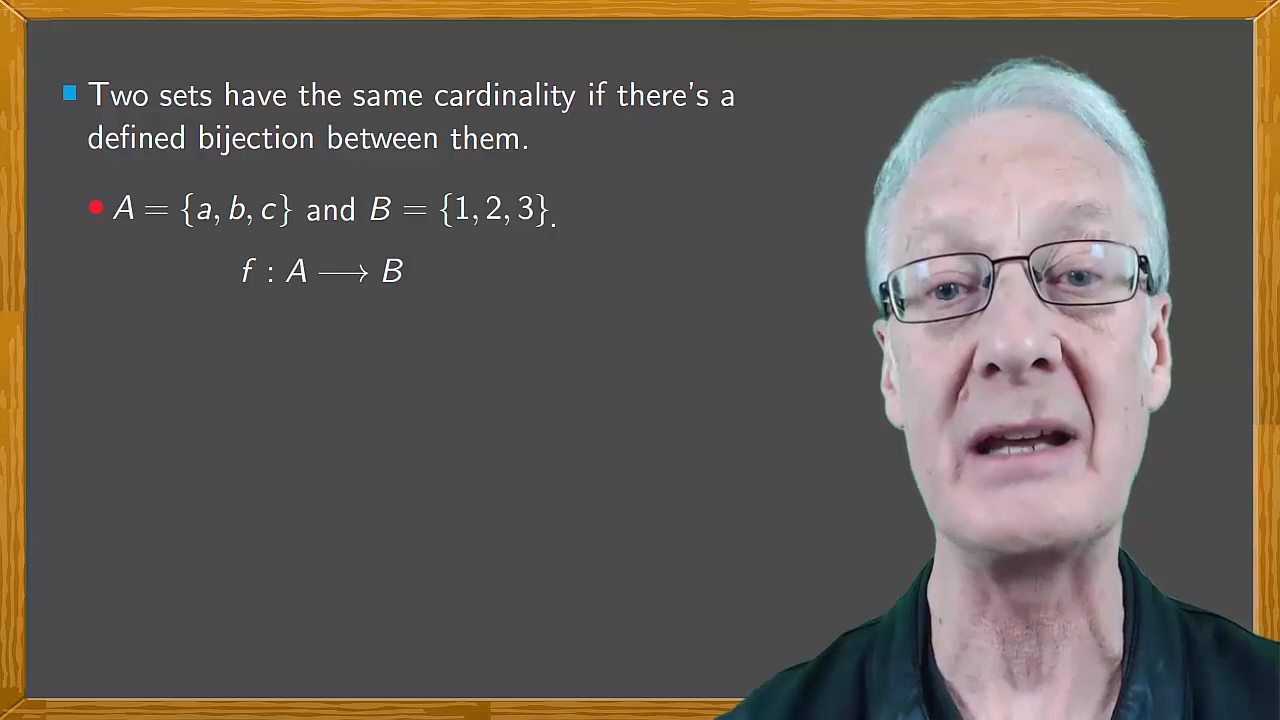 Two sets have the same cardinality if there's a
defined bijection between them.
A = {a, b, c} and B = {1, 2, 3}.
f : A ⟶ B